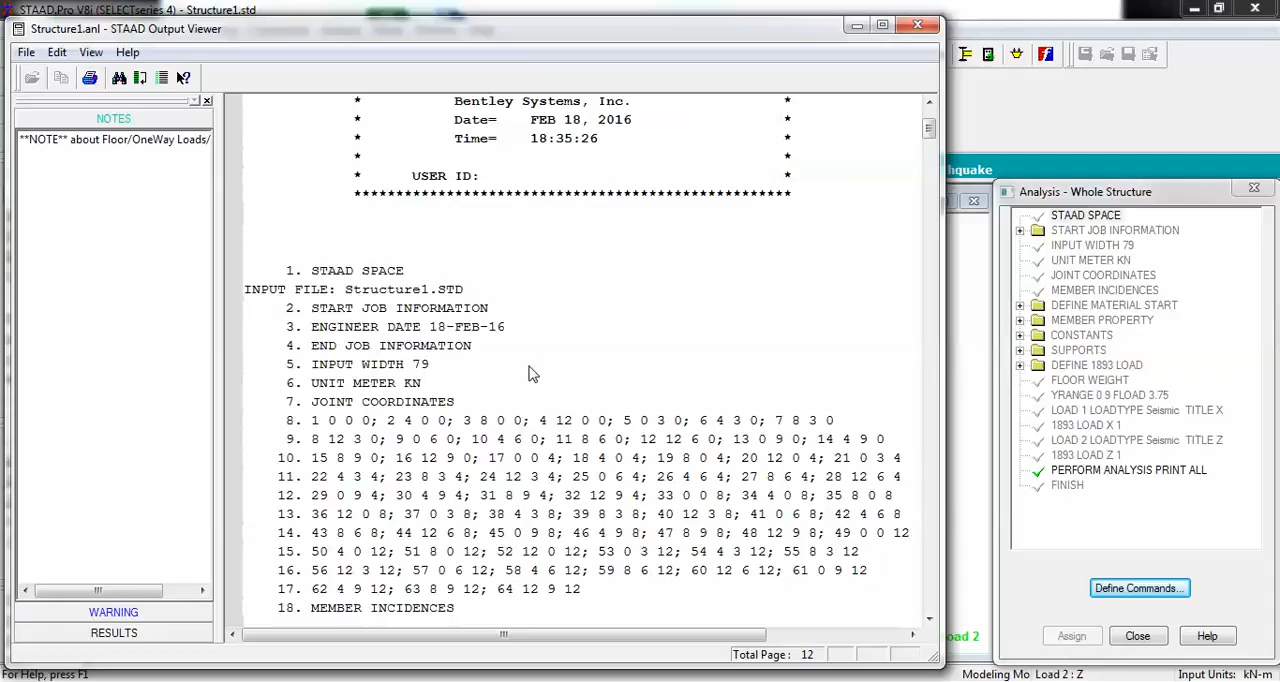 STAAD.Pro V8i (SELECTseries 4) - Structure1.std
Structure1.anl - STAAD Output Viewer
File Edit View Help
NOTES
**NOTE** about Floor/OneWay Loads/
WARNING
RESULTS
* Bentley Systems, Inc. *
* Date= FEB 18, 2016 *
* Time= 18:35:26 *
* *
* USER ID: *
****************************************************
1. STAAD SPACE
INPUT FILE: Structure1.STD
2. START JOB INFORMATION
3. ENGINEER DATE 18-FEB-16
4. END JOB INFORMATION
5. INPUT WIDTH 79
6. UNIT METER KN
7. JOINT COORDINATES
8. 1 0 0 0; 2 4 0 0; 3 8 0 0; 4 12 0 0; 5 0 3 0; 6 4 3 0; 7 8 3 0
9. 8 12 3 0; 9 0 6 0; 10 4 6 0; 11 8 6 0; 12 12 6 0; 13 0 9 0; 14 4 9 0
10. 15 8 9 0; 16 12 9 0; 17 0 0 4; 18 4 0 4; 19 8 0 4; 20 12 0 4; 21 0 3 4
11. 22 4 3 4; 23 8 3 4; 24 12 3 4; 25 0 6 4; 26 4 6 4; 27 8 6 4; 28 12 6 4
12. 29 0 9 4; 30 4 9 4; 31 8 9 4; 32 12 9 4; 33 0 0 8; 34 4 0 8; 35 8 0 8
13. 36 12 0 8; 37 0 3 8; 38 4 3 8; 39 8 3 8; 40 12 3 8; 41 0 6 8; 42 4 6 8
14. 43 8 6 8; 44 12 6 8; 45 0 9 8; 46 4 9 8; 47 8 9 8; 48 12 9 8; 49 0 0 12
15. 50 4 0 12; 51 8 0 12; 52 12 0 12; 53 0 3 12; 54 4 3 12; 55 8 3 12
16. 56 12 3 12; 57 0 6 12; 58 4 6 12; 59 8 6 12; 60 12 6 12; 61 0 9 12
17. 62 4 9 12; 63 8 9 12; 64 12 9 12
18. MEMBER INCIDENCES
Total Page: 12
For Help, press F1
quake
Analysis - Whole Structure
STAAD SPACE
START JOB INFORMATION
INPUT WIDTH 79
UNIT METER KN
JOINT COORDINATES
MEMBER INCIDENCES
DEFINE MATERIAL START
MEMBER PROPERTY
CONSTANTS
SUPPORTS
DEFINE 1893 LOAD
FLOOR WEIGHT
YRANGE 0 9 FLOAD 3.75
LOAD 1 LOADTYPE Seismic TITLE X
1893 LOAD X 1
LOAD 2 LOADTYPE Seismic TITLE Z
1893 LOAD Z 1
PERFORM ANALYSIS PRINT ALL
FINISH
Define Commands...
Assign Close Help
oad 2
Modeling Mo Load 2 : Z Input Units: kN-m